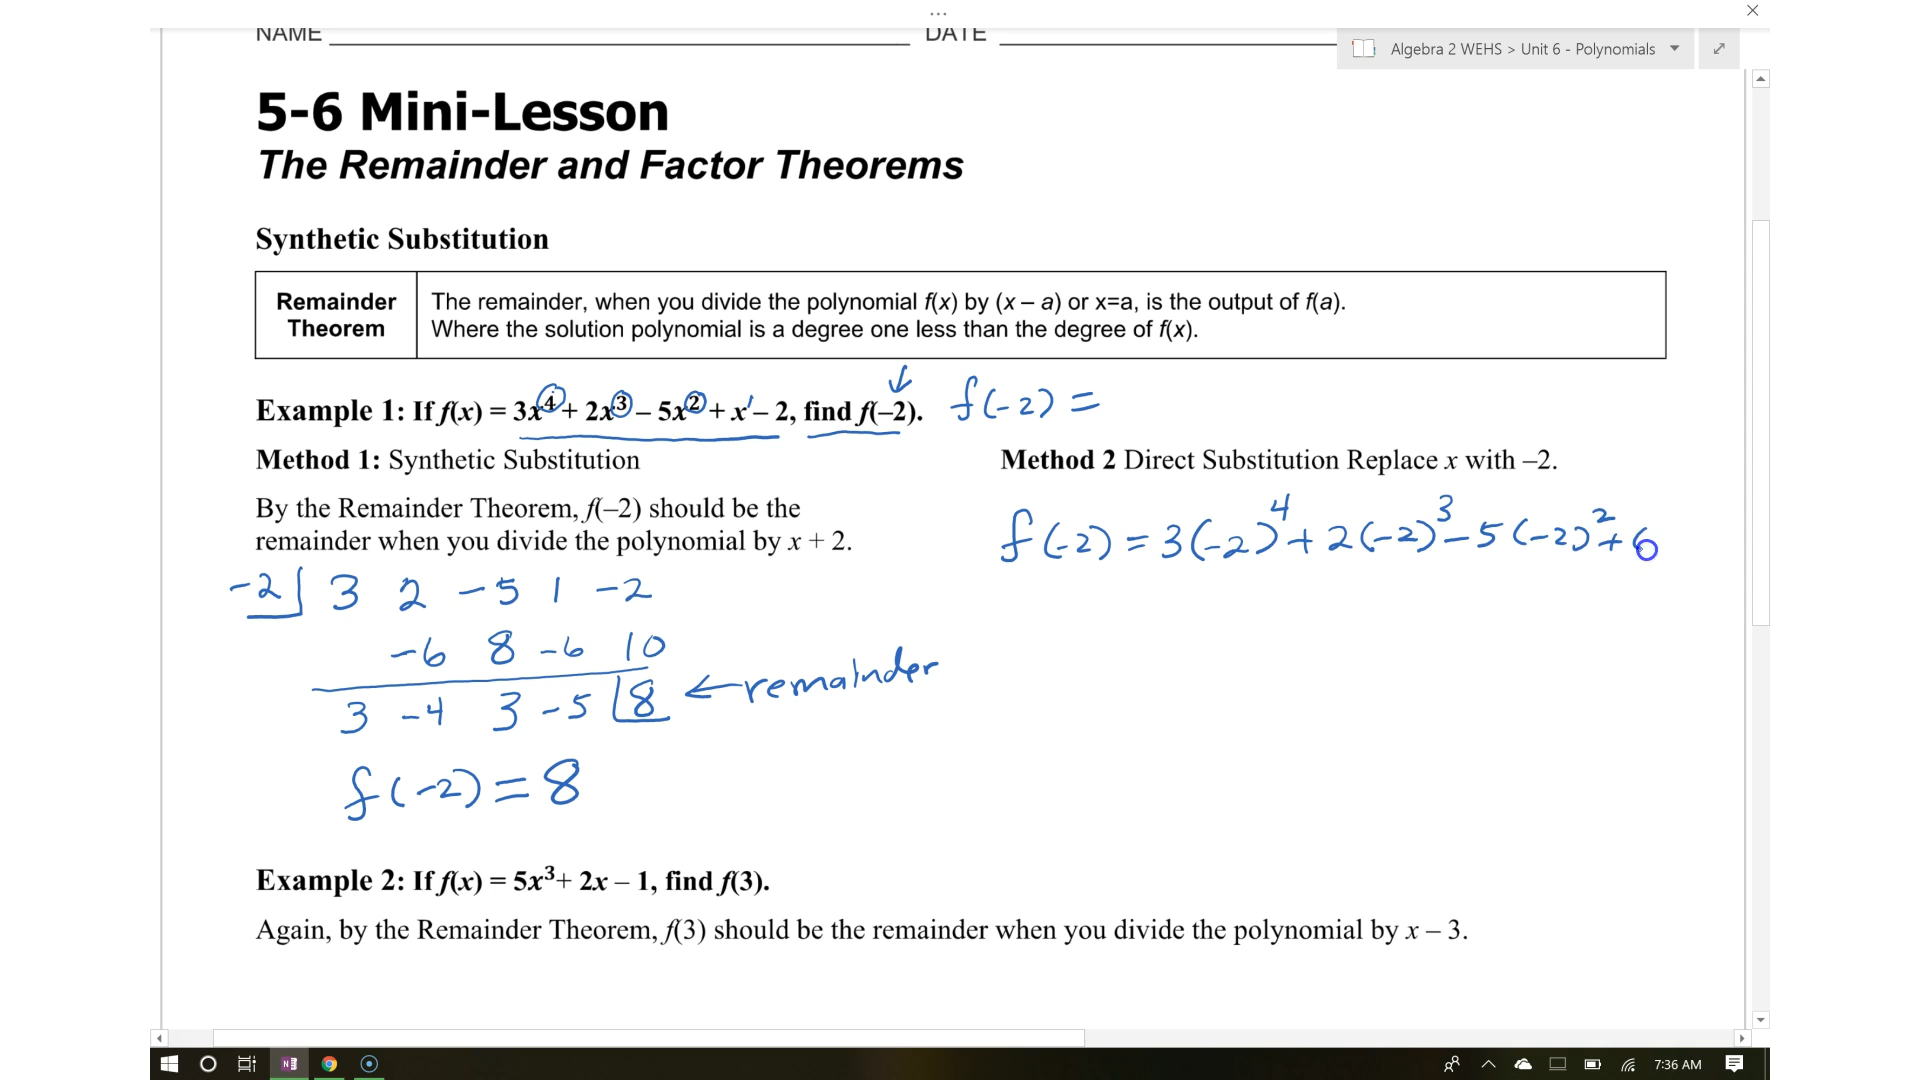 ...
NAME DATE
Algebra 2 WEHS > Unit 6 - Polynomials
5-6 Mini-Lesson
The Remainder and Factor Theorems
Synthetic Substitution
Remainder Theorem
The remainder, when you divide the polynomial f(x) by (x – a) or x=a, is the output of f(a).
Where the solution polynomial is a degree one less than the degree of f(x).
Example 1: If f(x) = 3x⁴ + 2x³ – 5x² + x¹ – 2, find f(–2). f(-2) =
Method 1: Synthetic Substitution
By the Remainder Theorem, f(–2) should be the
remainder when you divide the polynomial by x + 2.
-2 3 2 -5 1 -2
-6 8 -6 10
3 -4 3 -5 8 ← remainder
f(-2) = 8
Method 2 Direct Substitution Replace x with –2.
f(-2) = 3(-2)⁴ + 2(-2)³ - 5(-2)² +
Example 2: If f(x) = 5x³+ 2x – 1, find f(3).
Again, by the Remainder Theorem, f(3) should be the remainder when you divide the polynomial by x – 3.
7:36 AM